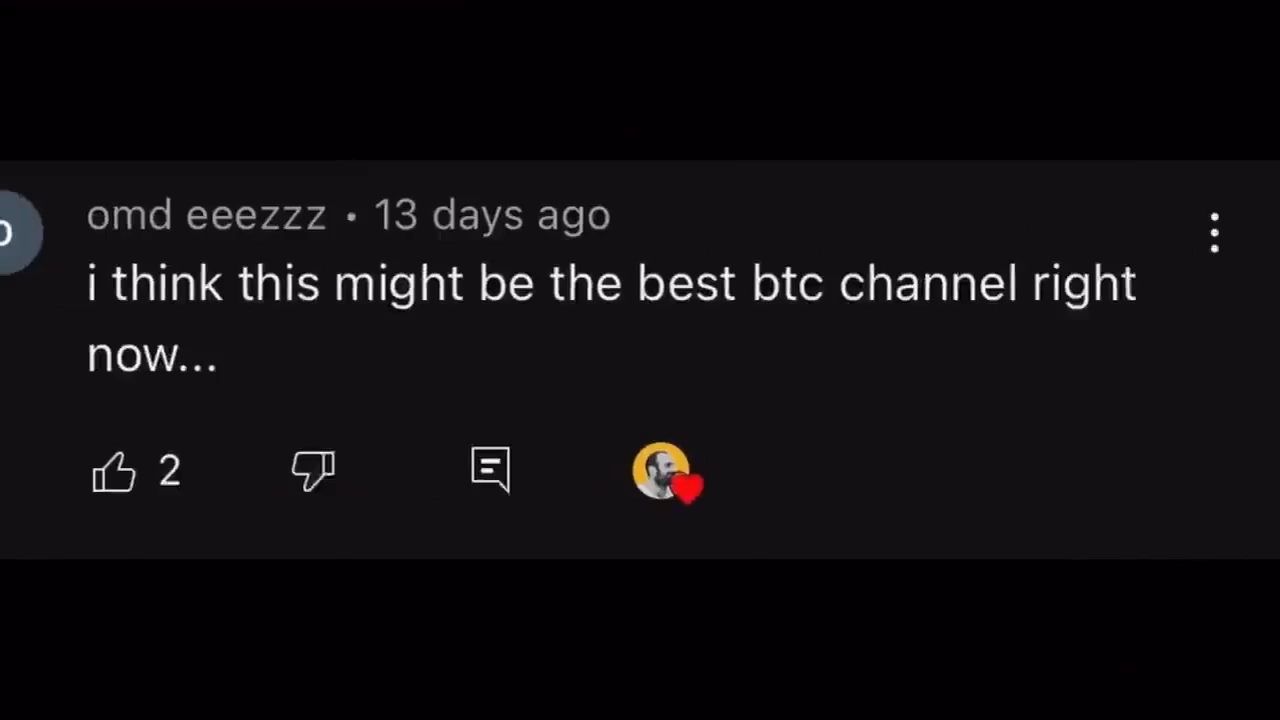 omd eeezzz • 13 days ago
i think this might be the best btc channel right
now...
2